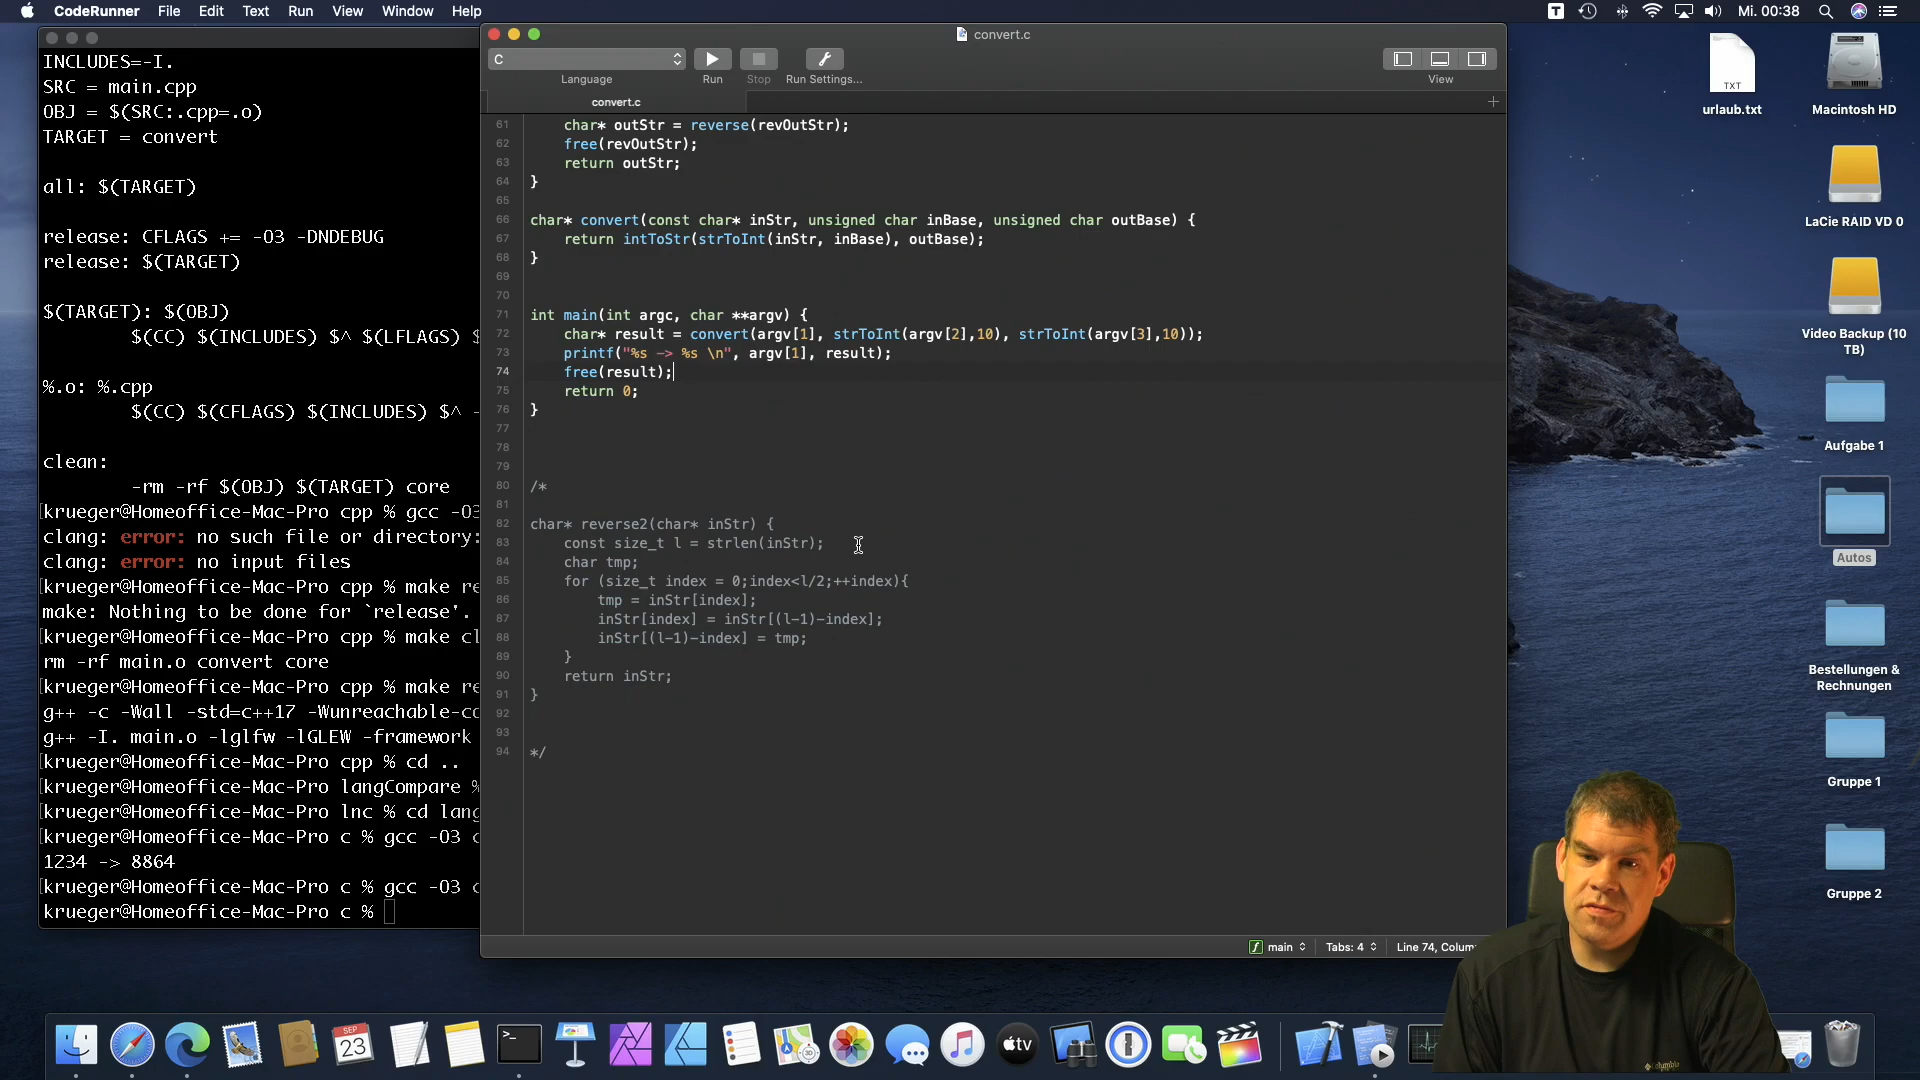 CodeRunner File Edit Text Run View Window Help
T Mi. 00:38
INCLUDES=-I.
SRC = main.cpp
OBJ = $(SRC:.cpp=.o)
TARGET = convert
all: $(TARGET)
release: CFLAGS += -O3 -DNDEBUG
release: $(TARGET)
$(TARGET): $(OBJ)
$(CC) $(INCLUDES) $^ $(LFLAGS)
%.o: %.cpp
$(CC) $(CFLAGS) $(INCLUDES) $^ -
clean:
-rm -rf $(OBJ) $(TARGET) core
[krueger@Homeoffice-Mac-Pro cpp % gcc -O3
clang: error: no such file or directory:
clang: error: no input files
[krueger@Homeoffice-Mac-Pro cpp % make re
make: Nothing to be done for `release'.
[krueger@Homeoffice-Mac-Pro cpp % make cl
rm -rf main.o convert core
[krueger@Homeoffice-Mac-Pro cpp % make re
g++ -c -Wall -std=c++17 -Wunreachable-co
g++ -I. main.o -lglfw -lGLEW -framework
[krueger@Homeoffice-Mac-Pro cpp % cd ..
[krueger@Homeoffice-Mac-Pro langCompare %
[krueger@Homeoffice-Mac-Pro lnc % cd lang
[krueger@Homeoffice-Mac-Pro c % gcc -O3 c
1234 -> 8864
[krueger@Homeoffice-Mac-Pro c % gcc -O3 c
krueger@Homeoffice-Mac-Pro c %
convert.c
C
Language Run Stop Run Settings... View
convert.c
61 char* outStr = reverse(revOutStr);
62 free(revOutStr);
63 return outStr;
64 }
65
66 char* convert(const char* inStr, unsigned char inBase, unsigned char outBase) {
67 return intToStr(strToInt(inStr, inBase), outBase);
68 }
69
70
71 int main(int argc, char **argv) {
72 char* result = convert(argv[1], strToInt(argv[2],10), strToInt(argv[3],10));
73 printf("%s -> %s \n", argv[1], result);
74 free(result);
75 return 0;
76 }
77
78
79
80 /*
81
82 char* reverse2(char* inStr) {
83 const size_t l = strlen(inStr);
84 char tmp;
85 for (size_t index = 0;index<l/2;++index){
86 tmp = inStr[index];
87 inStr[index] = inStr[(l-1)-index];
88 inStr[(l-1)-index] = tmp;
89 }
90 return inStr;
91 }
92
93
94 */
f main Tabs: 4 Line 74, Colum
TXT
urlaub.txt
Macintosh HD
LaCie RAID VD 0
Video Backup (10
TB)
Aufgabe 1
Autos
Bestellungen &
Rechnungen
Gruppe 1
Gruppe 2
SEP
23
>_
tv
Columbia